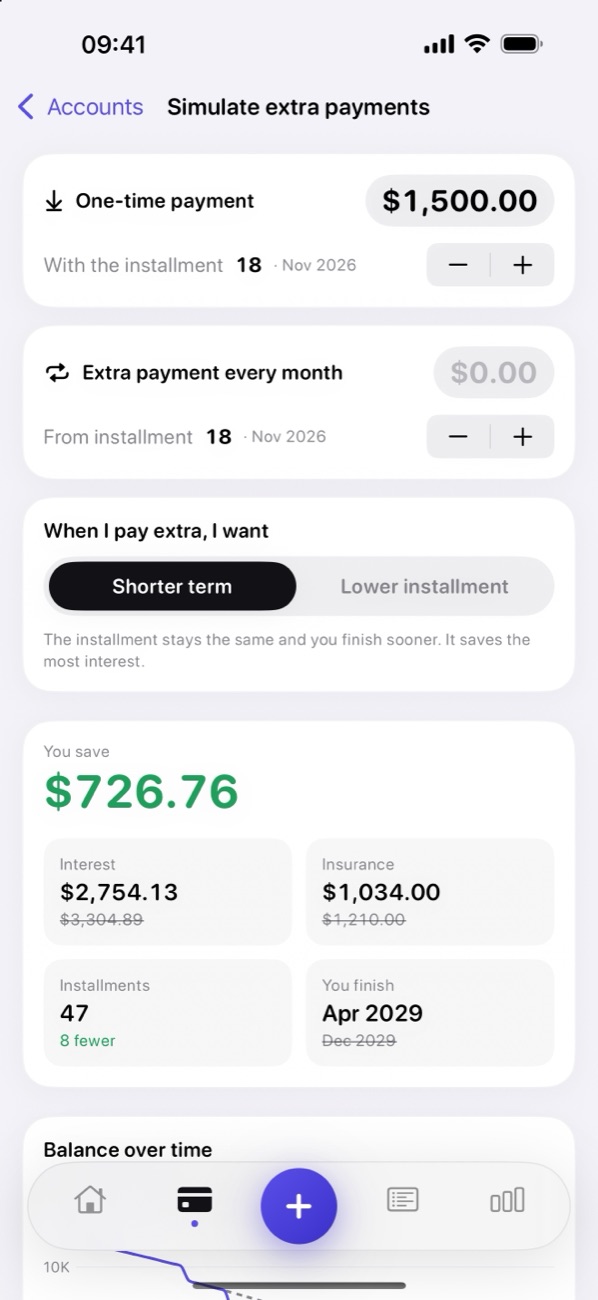 09:41
Accounts Simulate extra payments
One-time payment $1,500.00
With the installment 18 · Nov 2026 − +
Extra payment every month $0.00
From installment 18 · Nov 2026 − +
When I pay extra, I want
Shorter term Lower installment
The installment stays the same and you finish sooner. It saves the
most interest.
You save
$726.76
Interest Insurance
$2,754.13 $1,034.00
$3,304.89 $1,210.00
Installments You finish
47 Apr 2029
8 fewer Dec 2029
Balance over time
+
10K